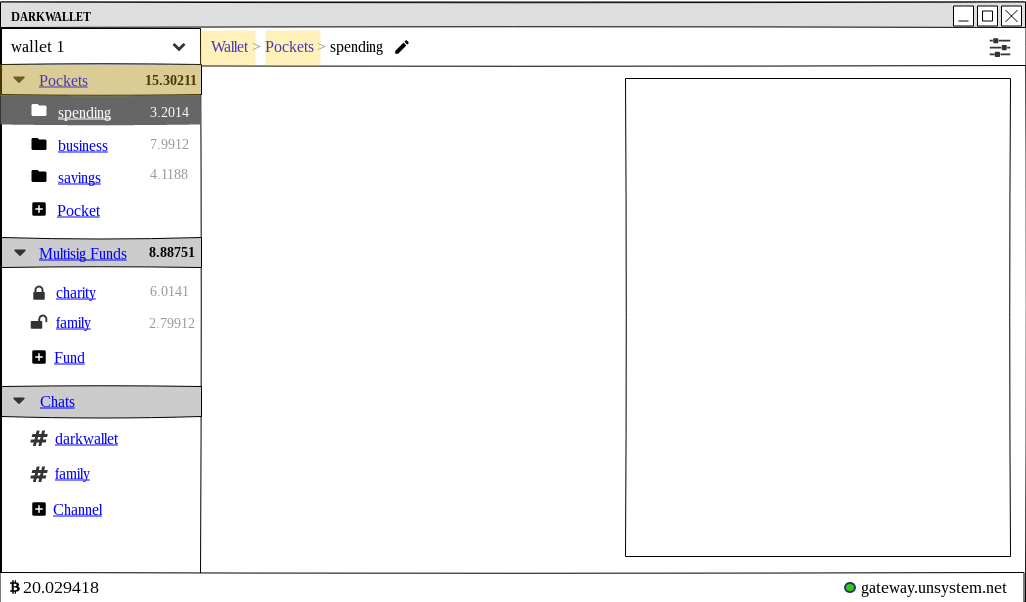 DARKWALLET
wallet 1
Wallet > Pockets > spending
Pockets 15.30211
spending 3.2014
business 7.9912
savings 4.1188
Pocket
Multisig Funds 8.88751
charity 6.0141
family 2.79912
Fund
Chats
# darkwallet
# family
Channel
₿ 20.029418
gateway.unsystem.net